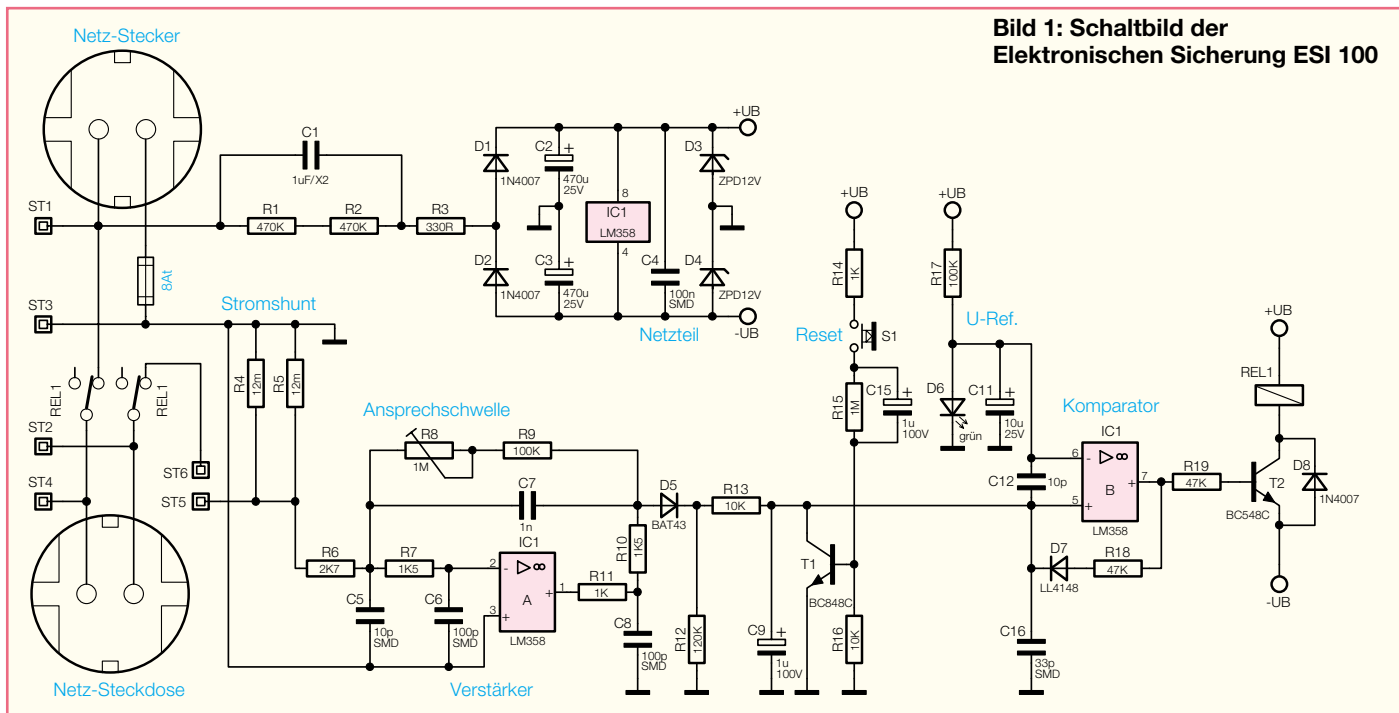 Bild 1: Schaltbild der
Elektronischen Sicherung ESI 100
Netz-Stecker
ST1
C1
1uF/X2
R1
470K
R2
470K
R3
330R
D1
1N4007
D2
1N4007
C2
+
470u
25V
C3
+
470u
25V
8
IC1
LM358
4
C4
100n
SMD
D3
ZPD12V
D4
ZPD12V
+UB
-UB
Netzteil
8At
ST3
Stromshunt
R4
12m
R5
12m
REL1
REL1
ST2
ST4
ST6
ST5
Netz-Steckdose
Ansprechschwelle
R8
1M
R9
100K
C7
1n
R6
2K7
R7
1K5
C5
10p
SMD
C6
100p
SMD
IC1
2
-
3
+
A
+
1
LM358
Verstärker
R11
1K
R10
1K5
C8
100p
SMD
D5
BAT43
R12
120K
R13
10K
C9
+
1u
100V
T1
BC848C
+UB
R14
1K
Reset
S1
R15
1M
C15
+
1u
100V
R16
10K
+UB
R17
100K
U-Ref.
D6
grün
C11
+
10u
25V
Komparator
IC1
6
-
5
+
B
+
7
LM358
C12
10p
D7
LL4148
R18
47K
C16
33p
SMD
R19
47K
T2
BC548C
+UB
REL1
D8
1N4007
-UB